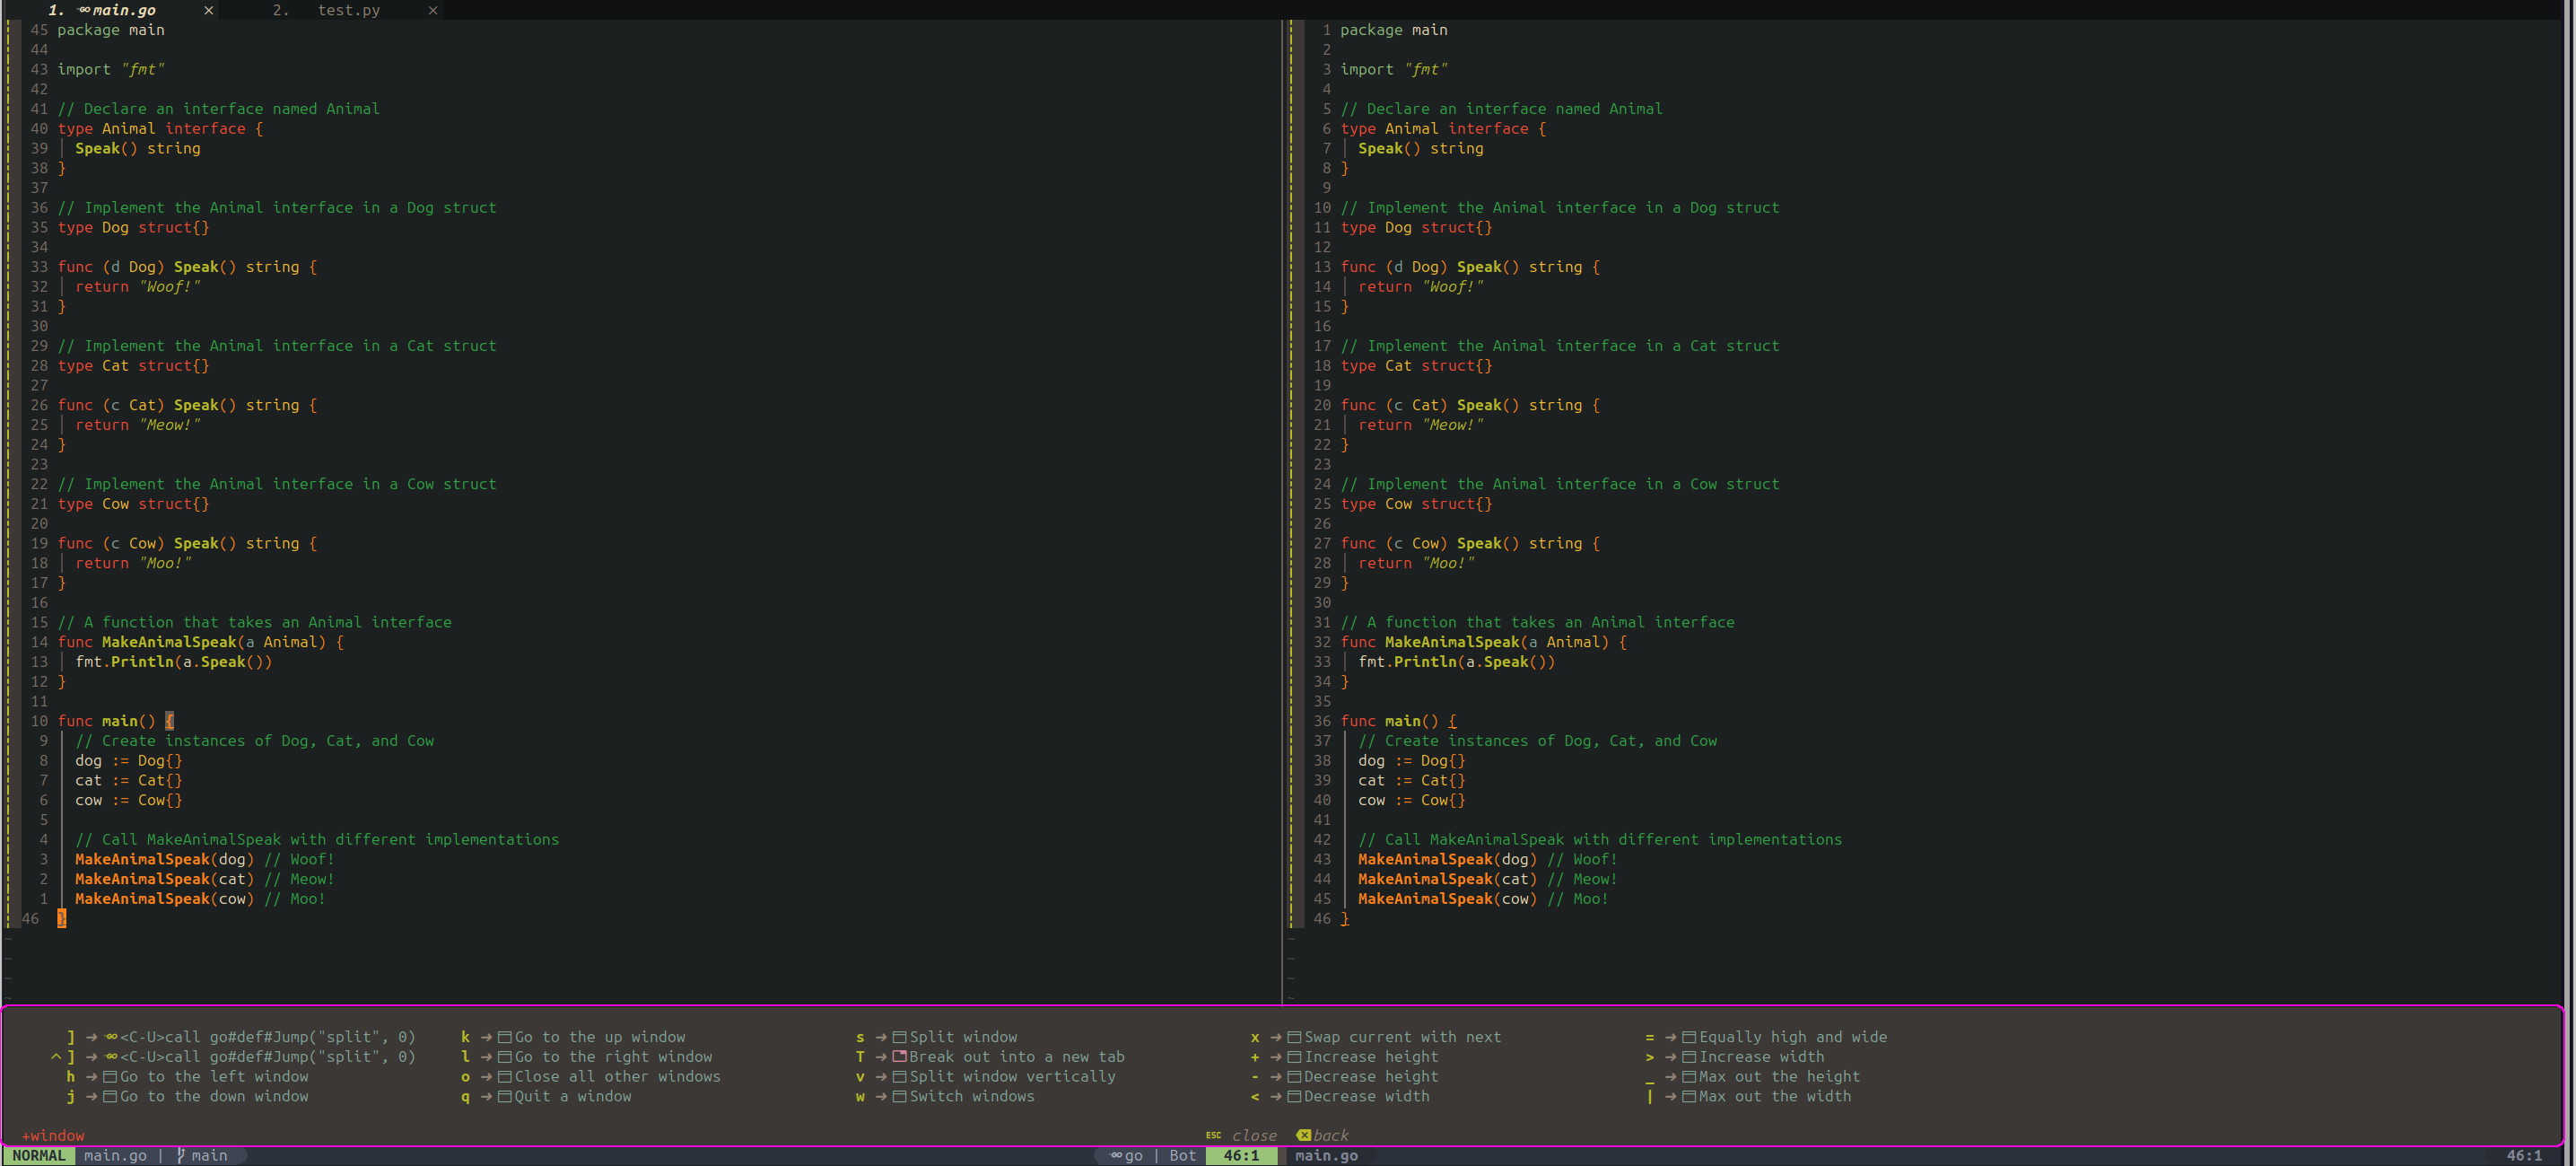 1. main.go × 2. test.py ×
45 package main
44
43 import "fmt"
42
41 // Declare an interface named Animal
40 type Animal interface {
39 │ Speak() string
38 }
37
36 // Implement the Animal interface in a Dog struct
35 type Dog struct{}
34
33 func (d Dog) Speak() string {
32 │ return "Woof!"
31 }
30
29 // Implement the Animal interface in a Cat struct
28 type Cat struct{}
27
26 func (c Cat) Speak() string {
25 │ return "Meow!"
24 }
23
22 // Implement the Animal interface in a Cow struct
21 type Cow struct{}
20
19 func (c Cow) Speak() string {
18 │ return "Moo!"
17 }
16
15 // A function that takes an Animal interface
14 func MakeAnimalSpeak(a Animal) {
13 │ fmt.Println(a.Speak())
12 }
11
10 func main() {
9 │ // Create instances of Dog, Cat, and Cow
8 │ dog := Dog{}
7 │ cat := Cat{}
6 │ cow := Cow{}
5 │
4 │ // Call MakeAnimalSpeak with different implementations
3 │ MakeAnimalSpeak(dog) // Woof!
2 │ MakeAnimalSpeak(cat) // Meow!
1 │ MakeAnimalSpeak(cow) // Moo!
46 }
~
~
~
~
1 package main
2
3 import "fmt"
4
5 // Declare an interface named Animal
6 type Animal interface {
7 │ Speak() string
8 }
9
10 // Implement the Animal interface in a Dog struct
11 type Dog struct{}
12
13 func (d Dog) Speak() string {
14 │ return "Woof!"
15 }
16
17 // Implement the Animal interface in a Cat struct
18 type Cat struct{}
19
20 func (c Cat) Speak() string {
21 │ return "Meow!"
22 }
23
24 // Implement the Animal interface in a Cow struct
25 type Cow struct{}
26
27 func (c Cow) Speak() string {
28 │ return "Moo!"
29 }
30
31 // A function that takes an Animal interface
32 func MakeAnimalSpeak(a Animal) {
33 │ fmt.Println(a.Speak())
34 }
35
36 func main() {
37 │ // Create instances of Dog, Cat, and Cow
38 │ dog := Dog{}
39 │ cat := Cat{}
40 │ cow := Cow{}
41 │
42 │ // Call MakeAnimalSpeak with different implementations
43 │ MakeAnimalSpeak(dog) // Woof!
44 │ MakeAnimalSpeak(cat) // Meow!
45 │ MakeAnimalSpeak(cow) // Moo!
46 }
~
~
~
~
] ➜ GO <C-U>call go#def#Jump("split", 0) k ➜ Go to the up window s ➜ Split window x ➜ Swap current with next = ➜ Equally high and wide
^] ➜ GO <C-U>call go#def#Jump("split", 0) l ➜ Go to the right window T ➜ Break out into a new tab + ➜ Increase height > ➜ Increase width
h ➜ Go to the left window o ➜ Close all other windows v ➜ Split window vertically - ➜ Decrease height _ ➜ Max out the height
j ➜ Go to the down window q ➜ Quit a window w ➜ Switch windows < ➜ Decrease width | ➜ Max out the width
+window ESC close back
NORMAL main.go | main go | Bot 46:1 main.go 46:1